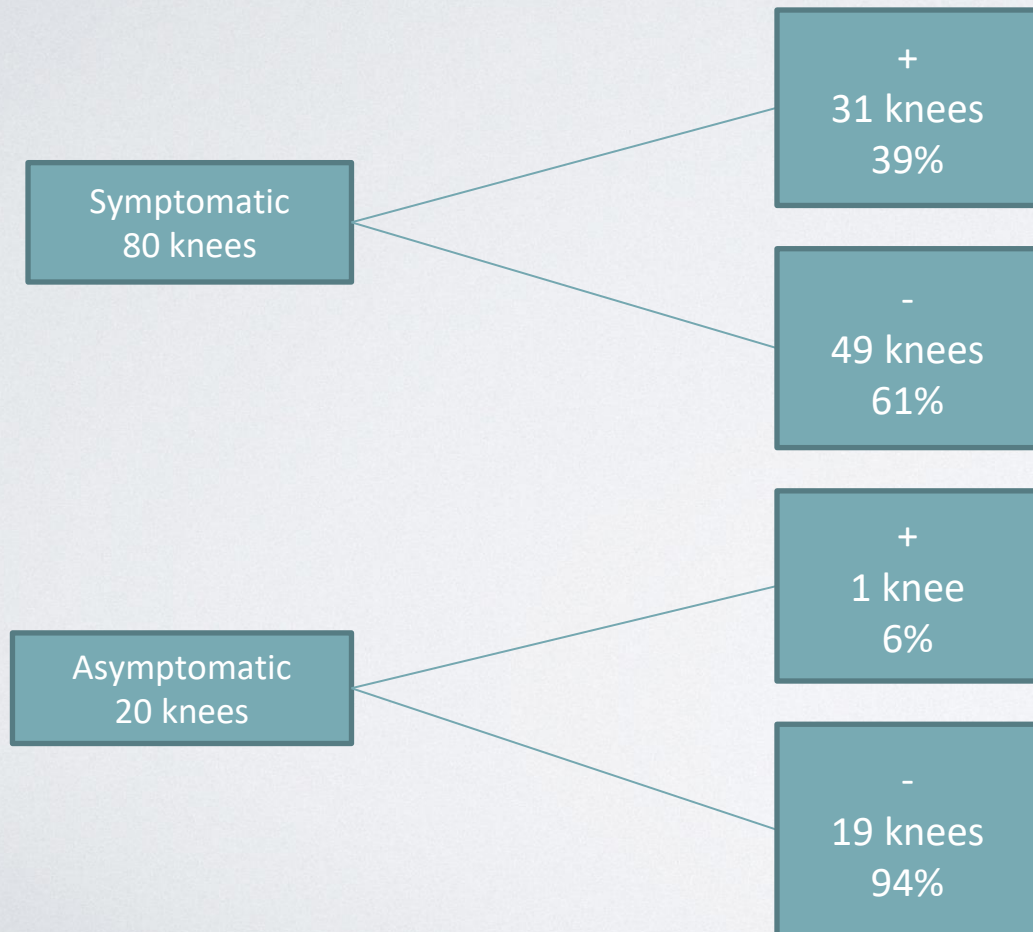 Symptomatic
80 knees
+
31 knees
39%
-
49 knees
61%
Asymptomatic
20 knees
+
1 knee
6%
-
19 knees
94%